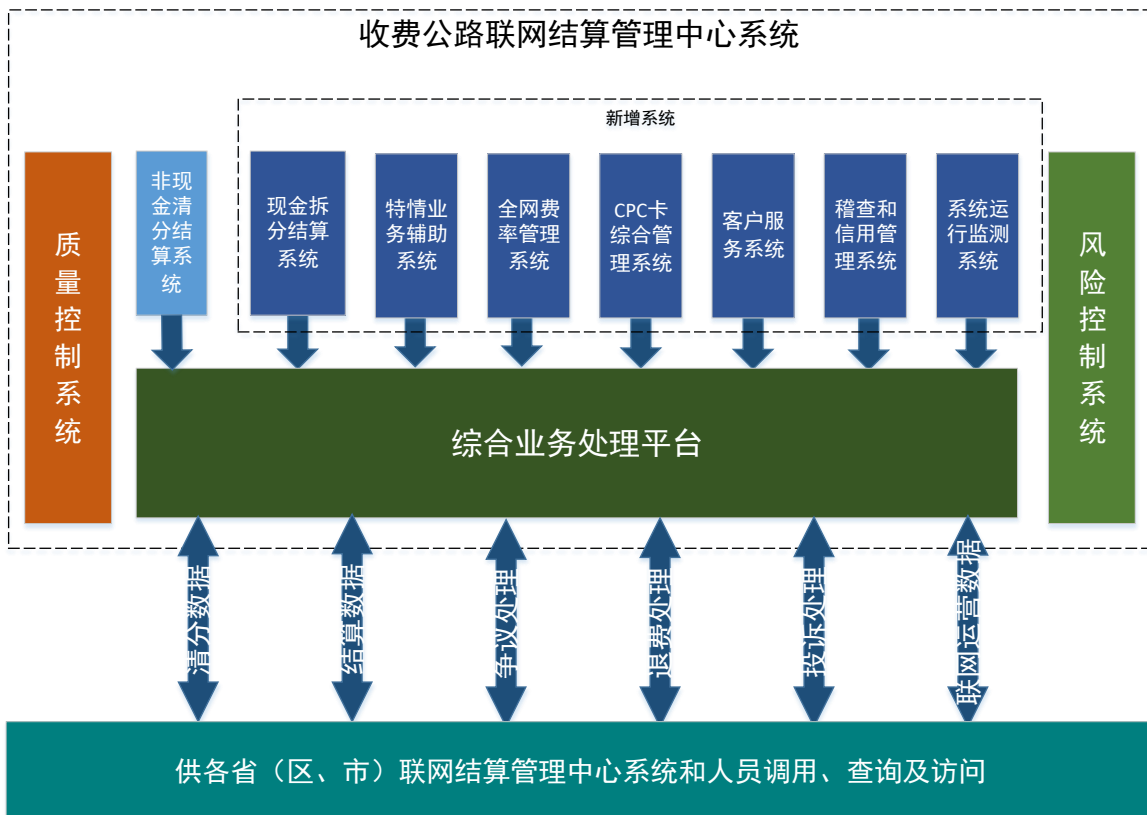 收费公路联网结算管理中心系统
新增系统
质
量
控
制
系
统
非现
金清
分结
算系
统
现金拆
分结算
系统
特情业
务辅助
系统
全网费
率管理
系统
CPC卡
综合管
理系统
客户服
务系统
稽查和
信用管
理系统
系统运
行监测
系统
风
险
控
制
系
统
综合业务处理平台
清分数据
结算数据
争议处理
退费处理
投诉处理
联网运营数据
供各省（区、市）联网结算管理中心系统和人员调用、查询及访问